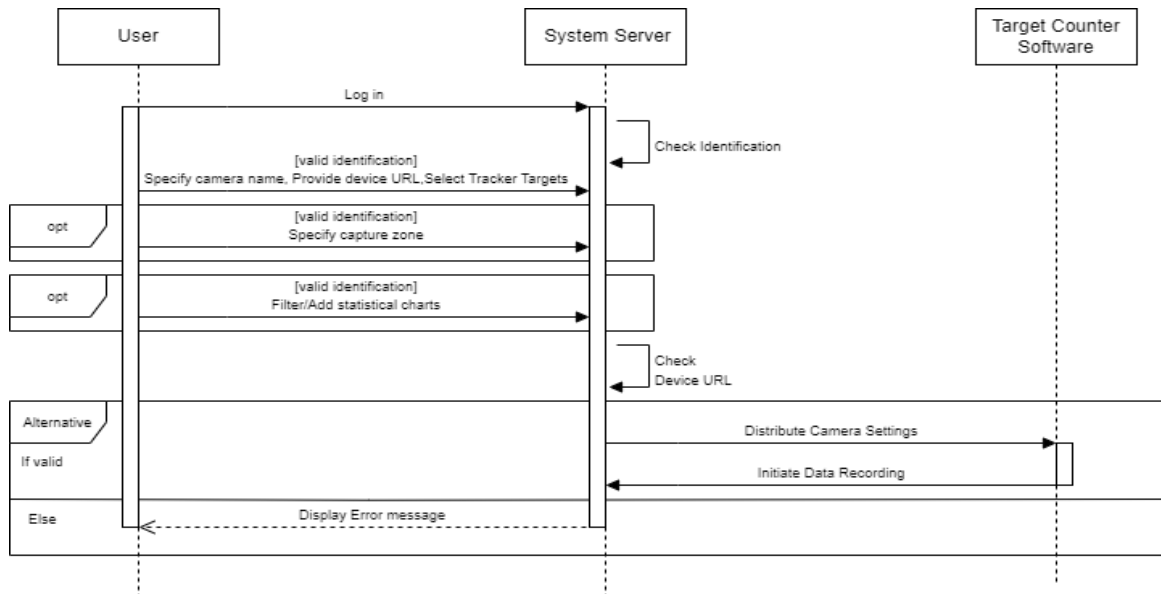 User
System Server
Target Counter
Software
Log in
Check Identification
[valid identification]
Specify camera name, Provide device URL,Select Tracker Targets
opt
[valid identification]
Specify capture zone
opt
[valid identification]
Filter/Add statistical charts
Check
Device URL
Alternative
Distribute Camera Settings
If valid
Initiate Data Recording
Else
Display Error message